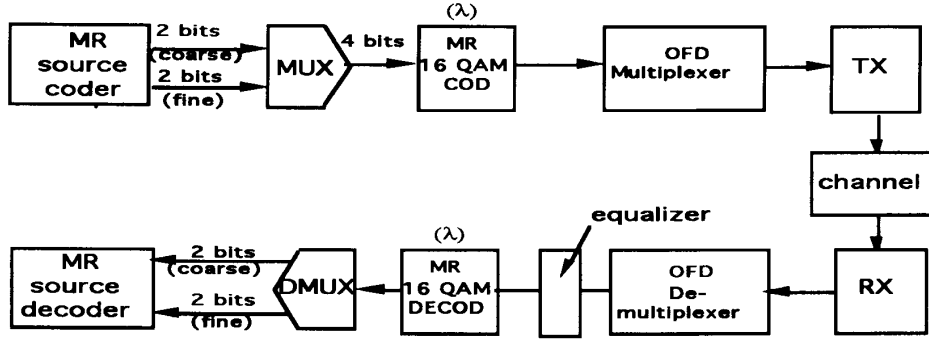 (λ)
MR
source
coder
2 bits
(coarse)
2 bits
(fine)
MUX
4 bits
MR
16 QAM
COD
OFD
Multiplexer
TX
channel
equalizer
(λ)
MR
source
decoder
2 bits
(coarse)
2 bits
(fine)
DMUX
MR
16 QAM
DECOD
OFD
De-
multiplexer
RX